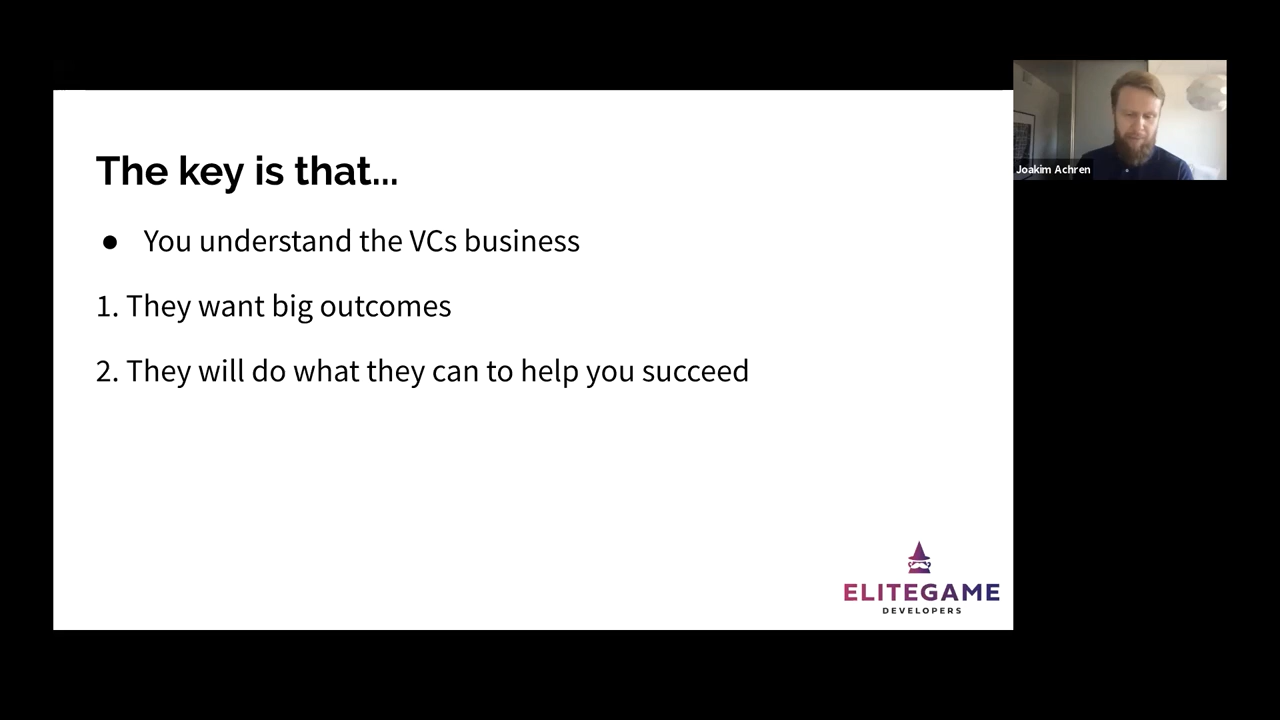 The key is that...
● You understand the VCs business
1. They want big outcomes
2. They will do what they can to help you succeed
Joakim Achren
ELITEGAME
DEVELOPERS